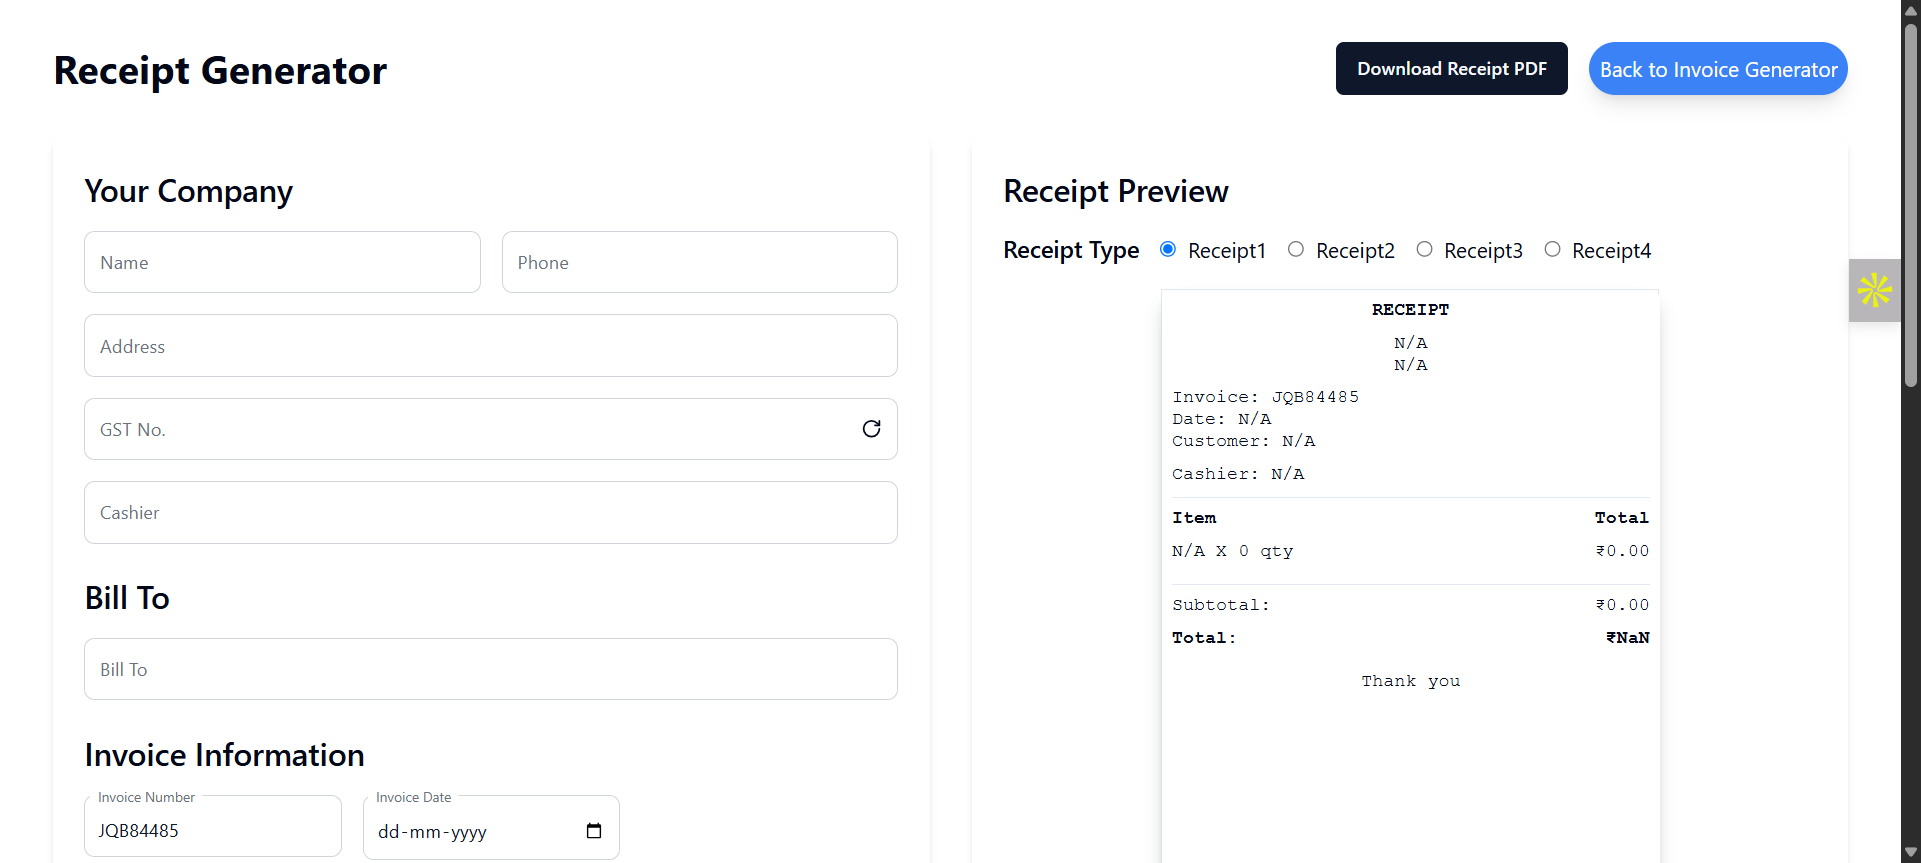 Receipt Generator
Download Receipt PDF
Back to Invoice Generator
Your Company
Name
Phone
Address
GST No.
Cashier
Bill To
Bill To
Invoice Information
Invoice Number
JQB84485
Invoice Date
dd-mm-yyyy
Receipt Preview
Receipt Type Receipt1 Receipt2 Receipt3 Receipt4
RECEIPT
N/A
N/A
Invoice: JQB84485
Date: N/A
Customer: N/A
Cashier: N/A
Item Total
N/A X 0 qty ₹0.00
Subtotal: ₹0.00
Total: ₹NaN
Thank you